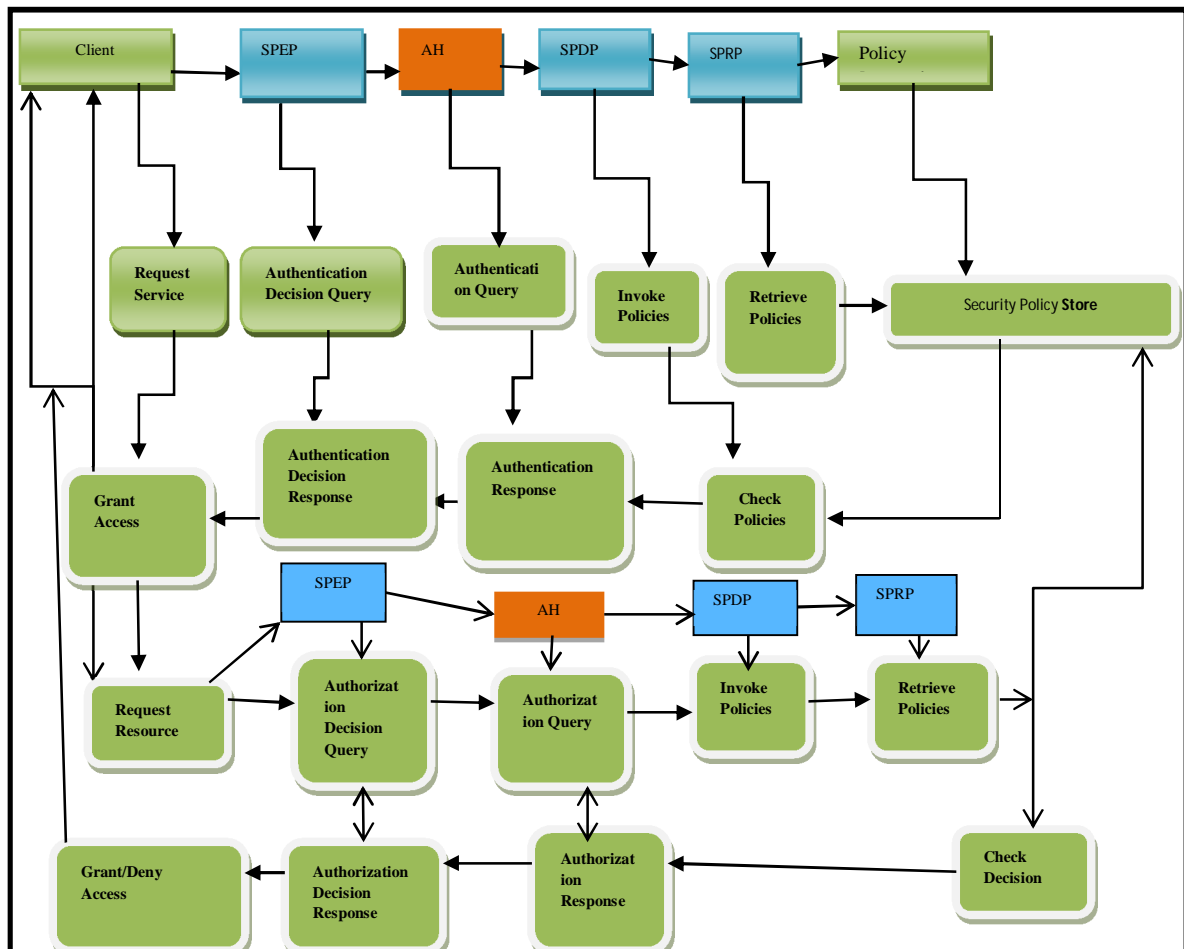 Client
SPEP
AH
SPDP
SPRP
Policy
Request
Service
Authentication
Decision Query
Authenticati
on Query
Invoke
Policies
Retrieve
Policies
Security Policy Store
Grant
Access
Authentication
Decision
Response
Authentication
Response
Check
Policies
SPEP
AH
SPDP
SPRP
Request
Resource
Authorizat
ion
Decision
Query
Authorizat
ion Query
Invoke
Policies
Retrieve
Policies
Grant/Deny
Access
Authorization
Decision
Response
Authorizat
ion
Response
Check
Decision